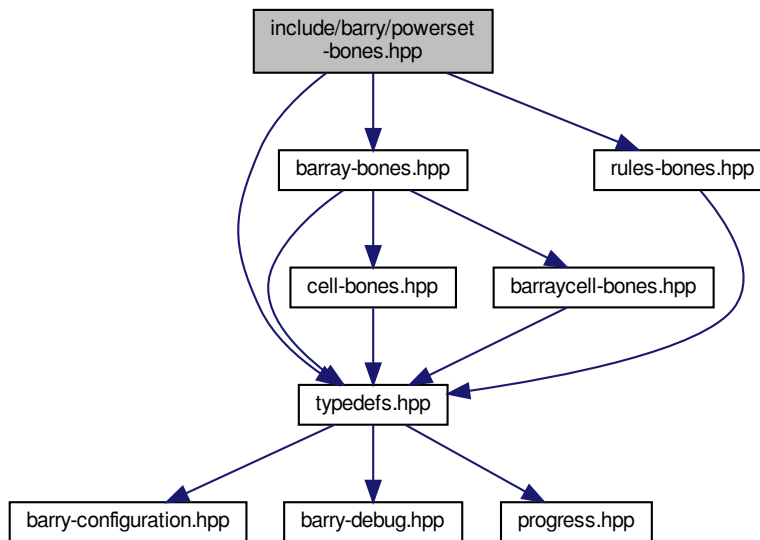 include/barry/powerset
-bones.hpp
barray-bones.hpp
rules-bones.hpp
cell-bones.hpp
barraycell-bones.hpp
typedefs.hpp
barry-configuration.hpp
barry-debug.hpp
progress.hpp